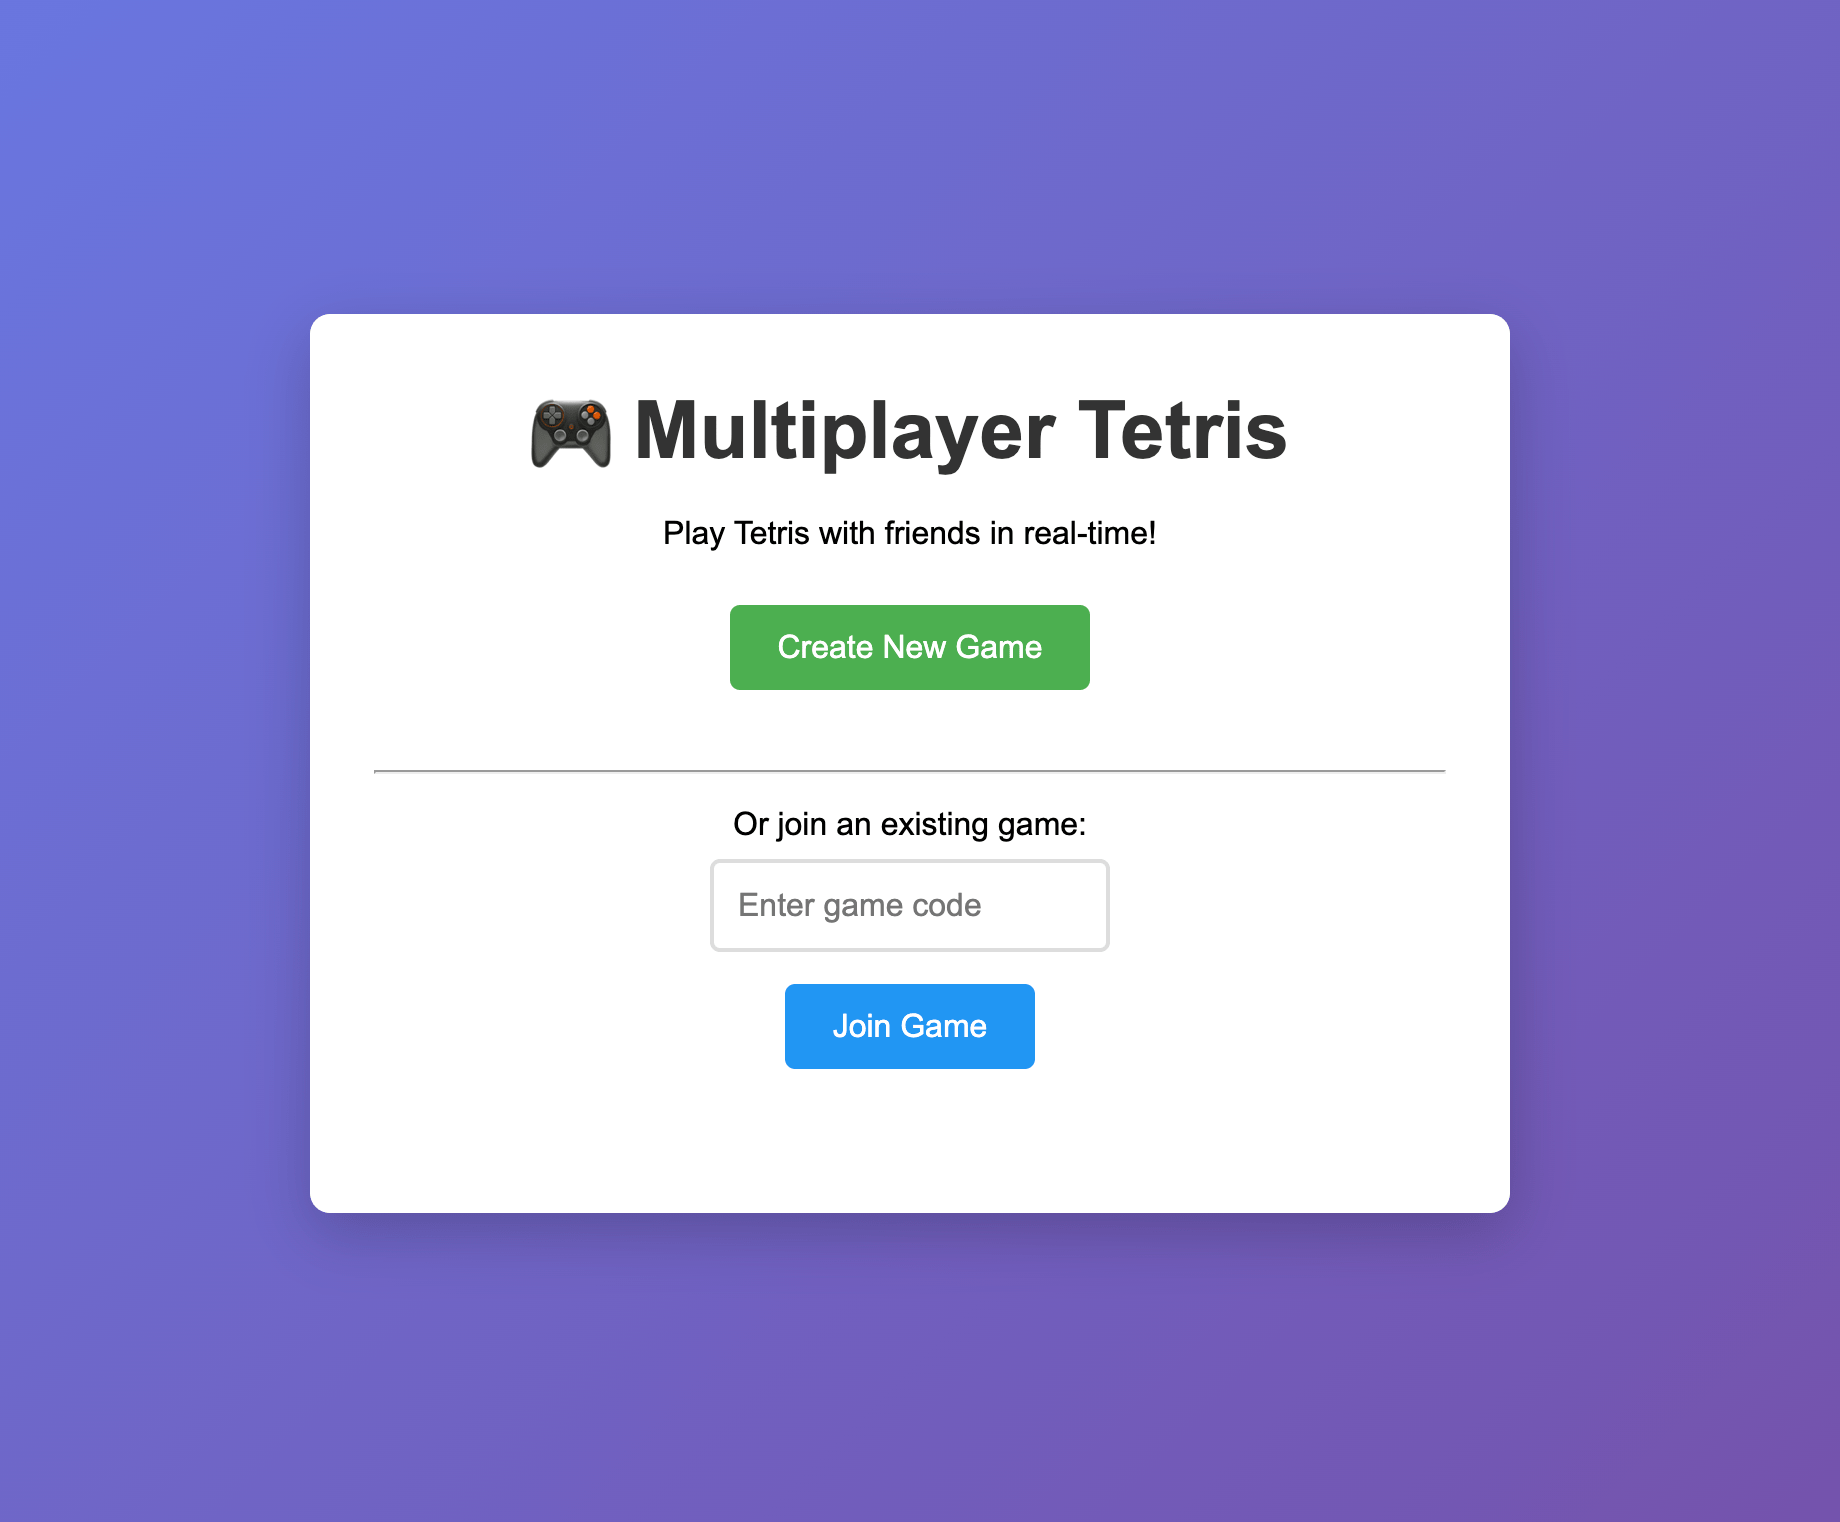 🎮 Multiplayer Tetris
Play Tetris with friends in real-time!
Create New Game
Or join an existing game:
Enter game code
Join Game